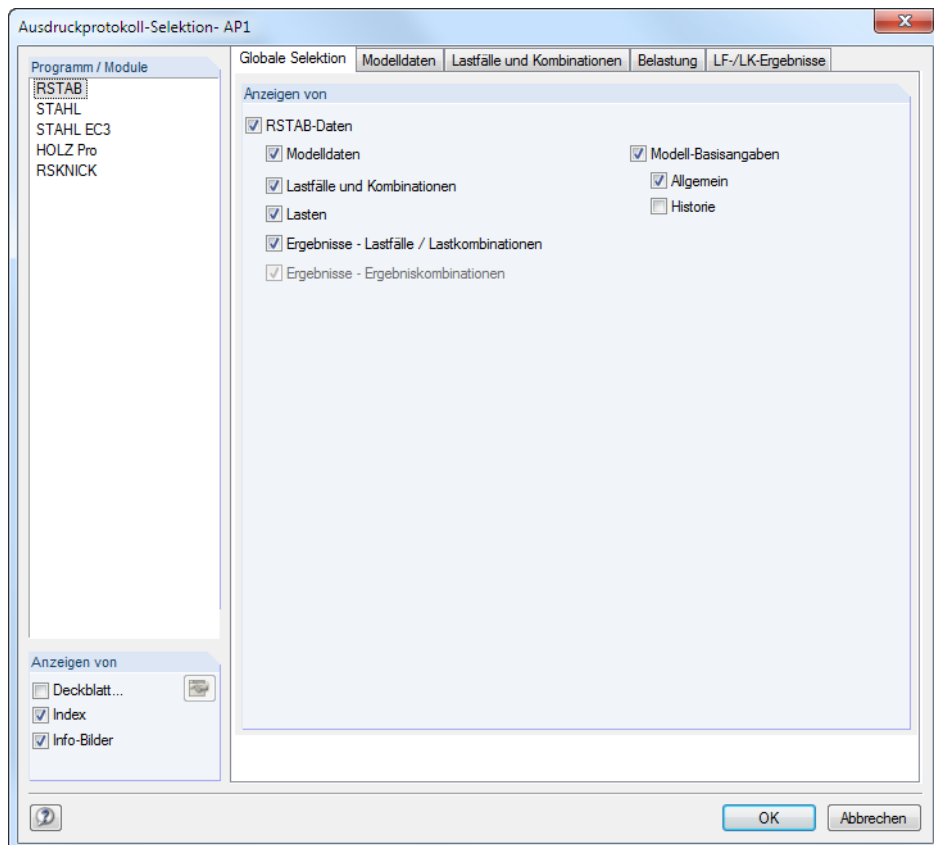 Ausdruckprotokoll-Selektion- AP1
Programm / Module
RSTAB
STAHL
STAHL EC3
HOLZ Pro
RSKNICK
Globale Selektion Modelldaten Lastfälle und Kombinationen Belastung LF-/LK-Ergebnisse
Anzeigen von
RSTAB-Daten
Modelldaten
Lastfälle und Kombinationen
Lasten
Ergebnisse - Lastfälle / Lastkombinationen
Ergebnisse - Ergebniskombinationen
Modell-Basisangaben
Allgemein
Historie
Anzeigen von
Deckblatt...
Index
Info-Bilder
OK Abbrechen